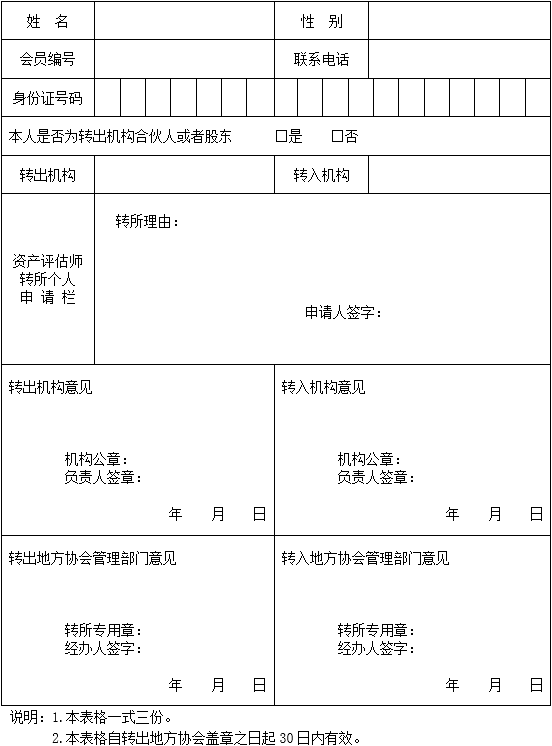 姓 名 性 别
会员编号 联系电话
身份证号码
本人是否为转出机构合伙人或者股东 □是 □否
转出机构 转入机构
转所理由：
资产评估师
转所个人
申 请 栏
申请人签字：
转出机构意见 转入机构意见
机构公章： 机构公章：
负责人签章： 负责人签章：
年 月 日 年 月 日
转出地方协会管理部门意见 转入地方协会管理部门意见
转所专用章： 转所专用章：
经办人签字： 经办人签字：
年 月 日 年 月 日
说明：1.本表格一式三份。
2.本表格自转出地方协会盖章之日起30日内有效。